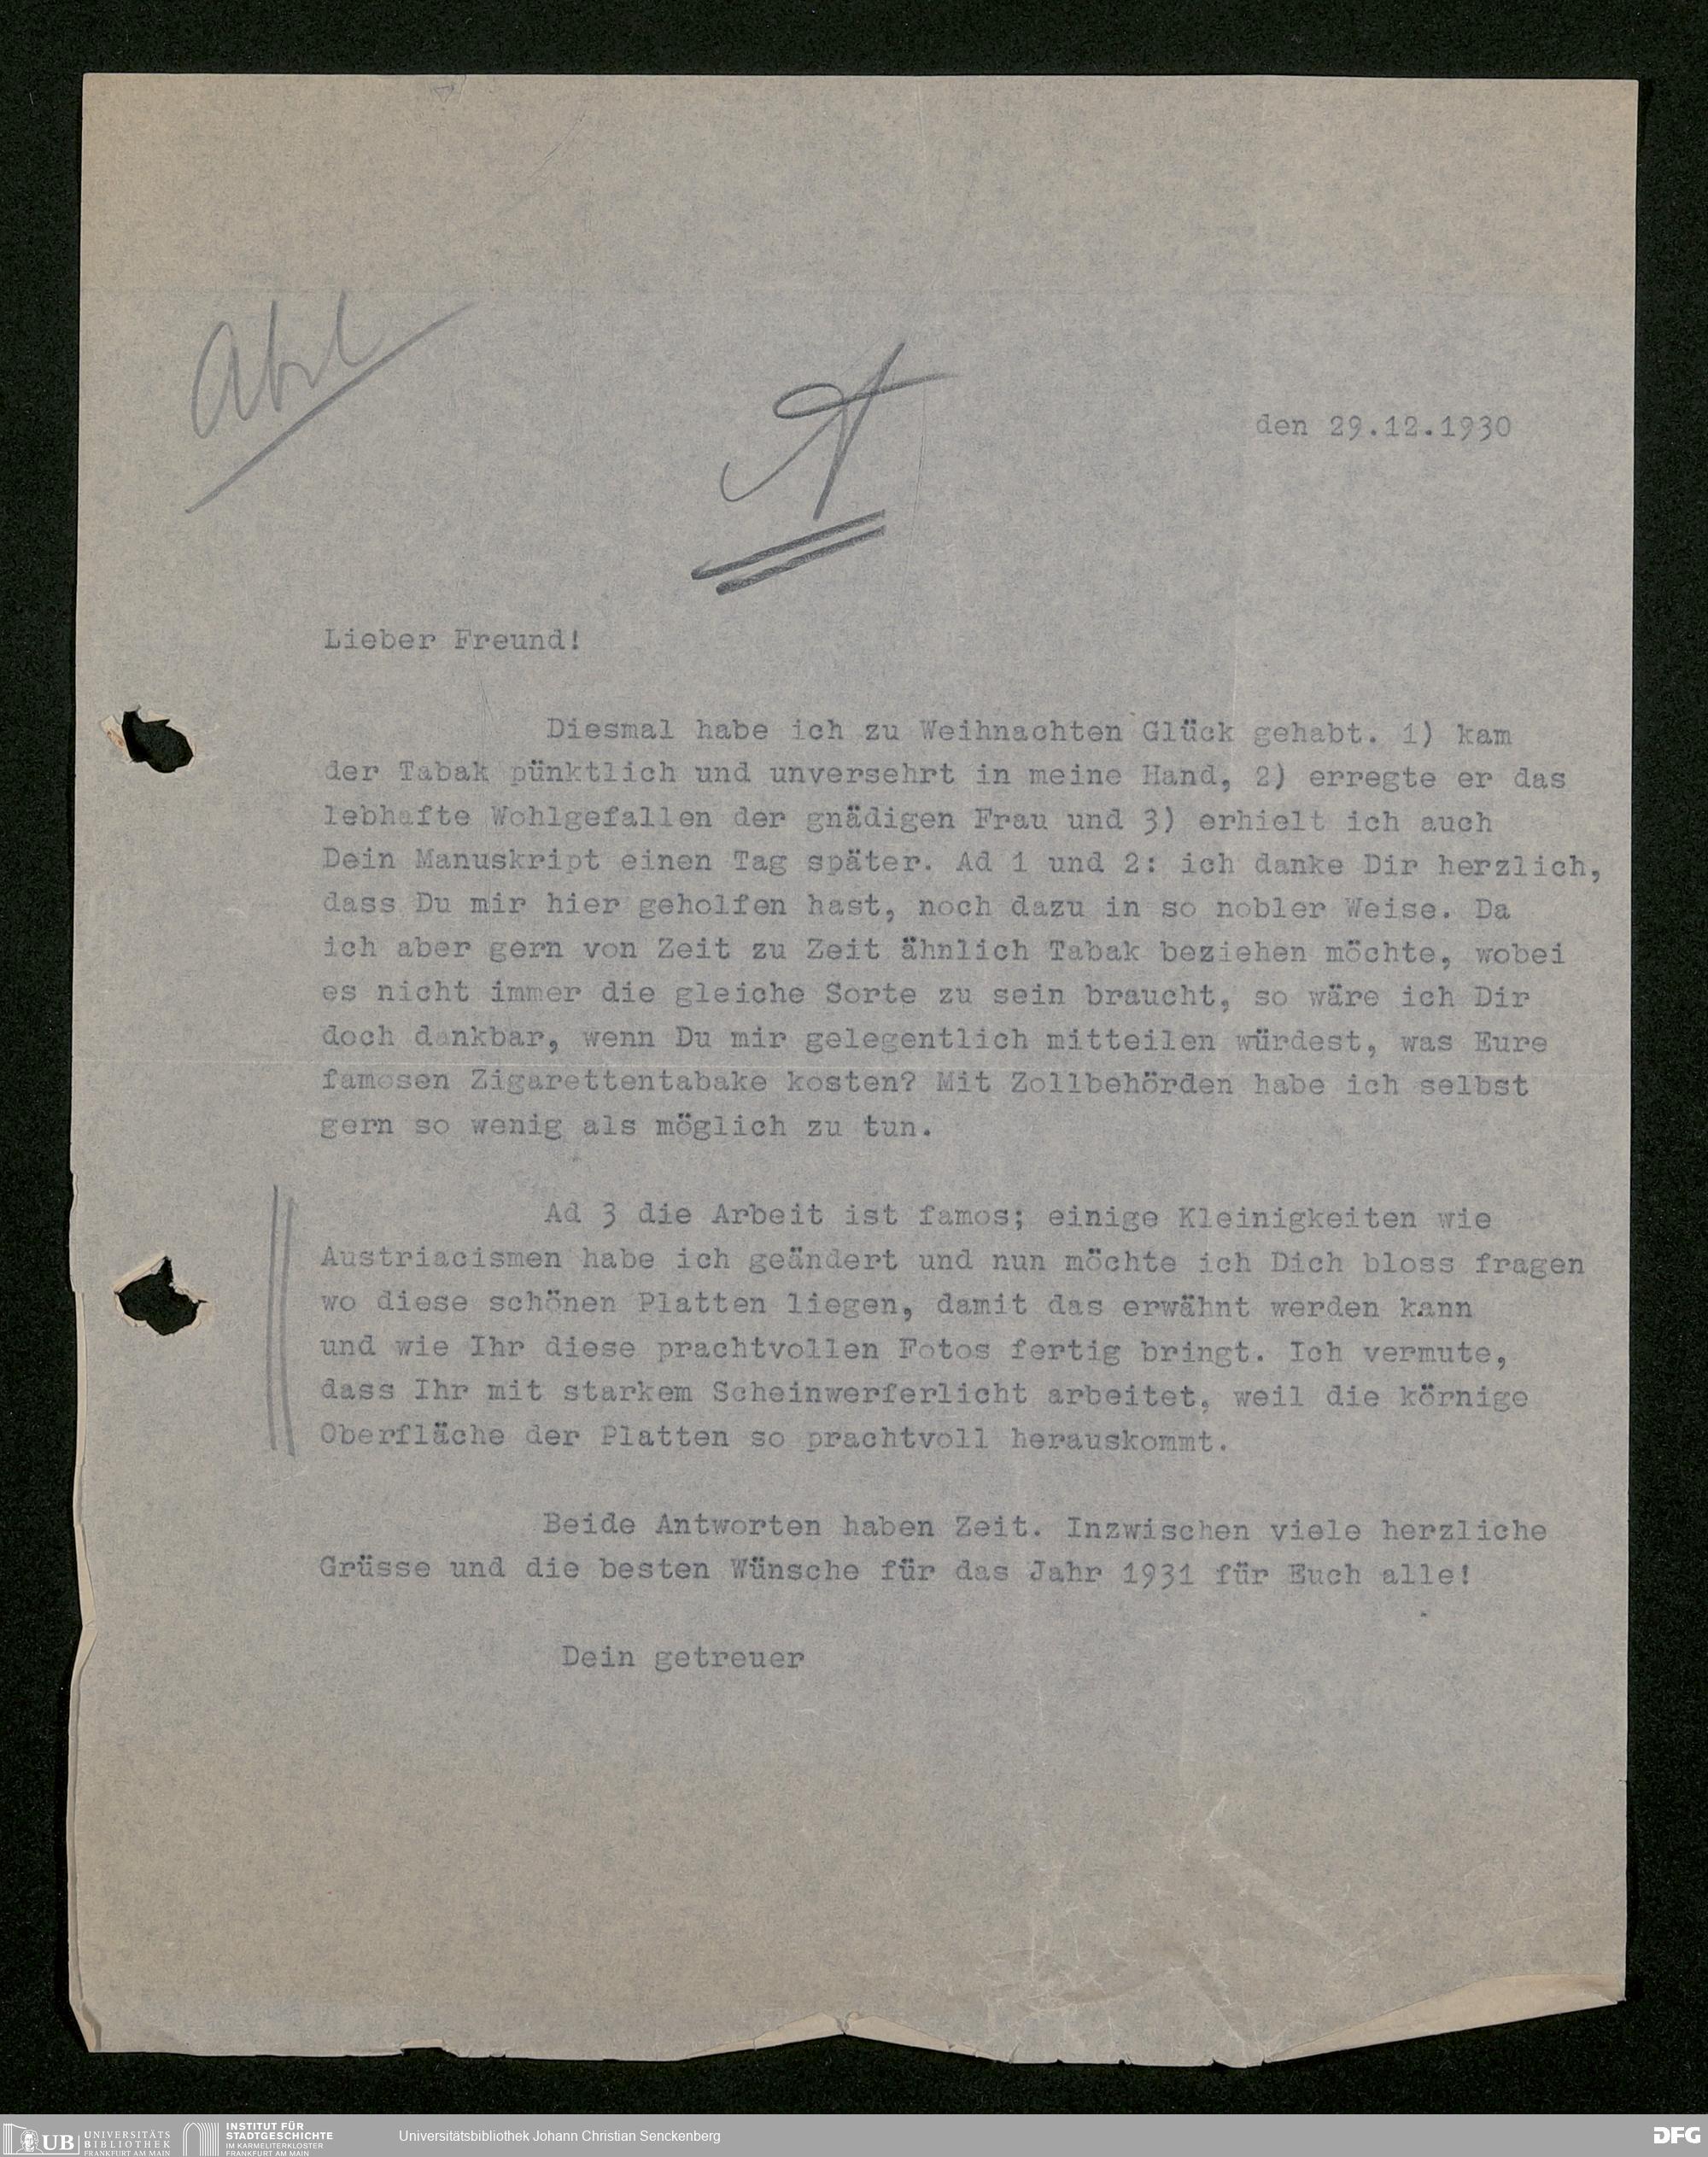 Abel
den 29.12.1930
Lieber Freund!
Diesmal habe ich zu Weihnachten Glück gehabt. 1) kam
der Tabak pünktlich und unversehrt in meine Hand, 2) erregte er das
lebhafte Wohlgefallen der gnädigen Frau und 3) erhielt ich auch
Dein Manuskript einen Tag später. Ad 1 und 2: ich danke Dir herzlich,
dass Du mir hier geholfen hast, noch dazu in so nobler Weise. Da
ich aber gern von Zeit zu Zeit ähnlich Tabak beziehen möchte, wobei
es nicht immer die gleiche Sorte zu sein braucht, so wäre ich Dir
doch dankbar, wenn Du mir gelegentlich mitteilen würdest, was Eure
famosen Zigarettentabake kosten? Mit Zollbehörden habe ich selbst
gern so wenig als möglich zu tun.
Ad 3 die Arbeit ist famos; einige Kleinigkeiten wie
Austriacismen habe ich geändert und nun möchte ich Dich bloss fragen
wo diese schönen Platten liegen, damit das erwähnt werden kann
und wie Ihr diese prachtvollen Fotos fertig bringt. Ich vermute,
dass Ihr mit starkem Scheinwerferlicht arbeitet, weil die körnige
Oberfläche der Platten so prachtvoll herauskommt.
Beide Antworten haben Zeit. Inzwischen viele herzliche
Grüsse und die besten Wünsche für das Jahr 1931 für Euch alle!
Dein getreuer
UB UNIVERSITÄTS
BIBLIOTHEK
FRANKFURT AM MAIN
INSTITUT FÜR
STADTGESCHICHTE
IM KARMELITERKLOSTER
FRANKFURT AM MAIN
Universitätsbibliothek Johann Christian Senckenberg
DFG